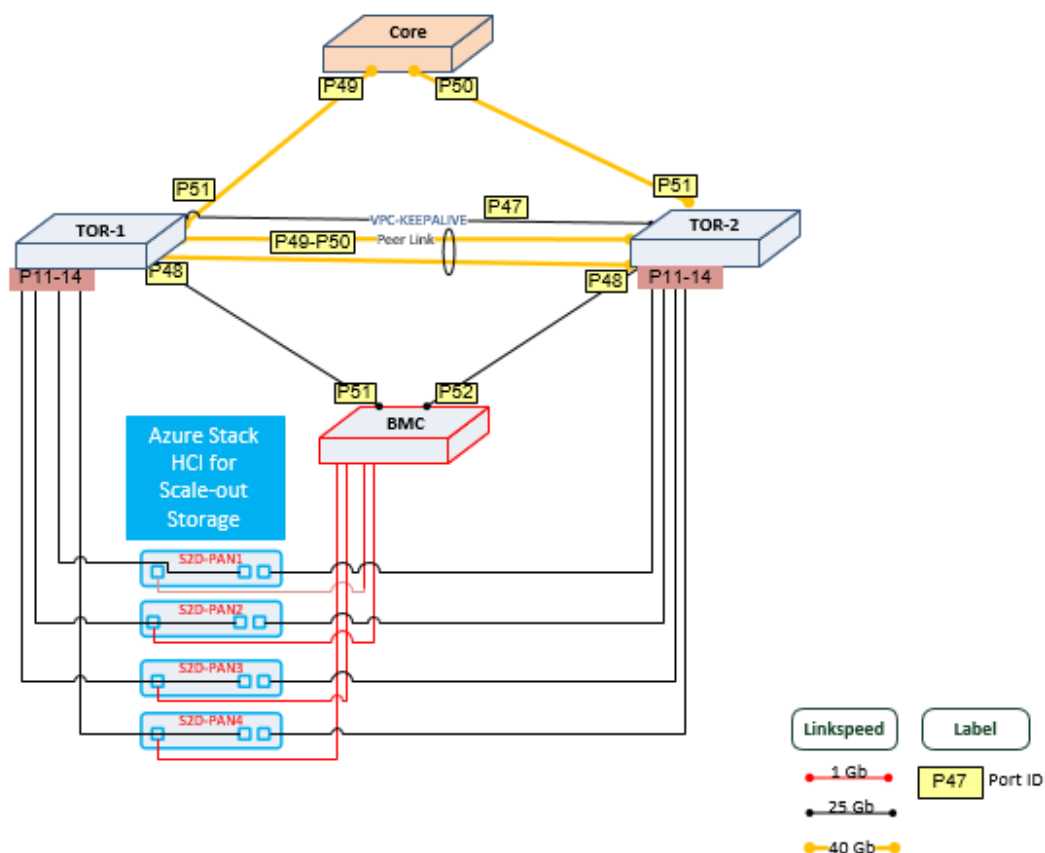 Core
P49
P50
P51
P51
P47
VPC-KEEPALIVE
TOR-1
TOR-2
P49-P50
Peer Link
P48
P48
P11-14
P11-14
P51
P52
BMC
Azure Stack
HCI for
Scale-out
Storage
S2D-PAN1
S2D-PAN2
S2D-PAN3
S2D-PAN4
Linkspeed
Label
1 Gb
P47
Port ID
25 Gb
40 Gb